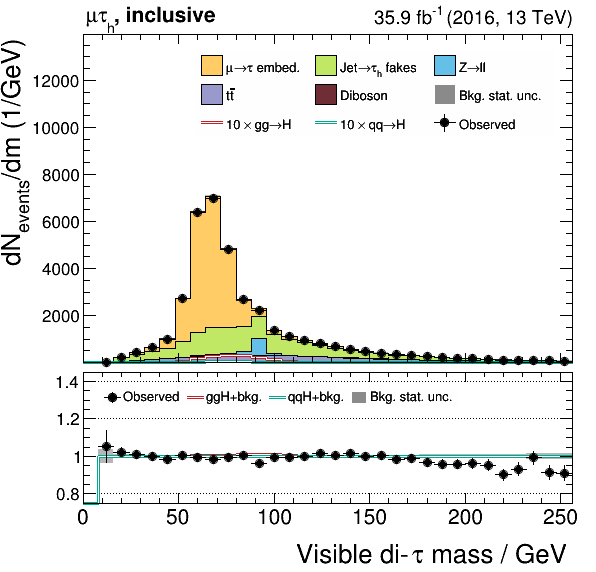 μτh, inclusive 35.9 fb-1 (2016, 13 TeV)
dNevents/dm (1/GeV)
12000
10000
8000
6000
4000
2000
μ→τ embed. Jet→τh fakes Z→ll
tt̅ Diboson Bkg. stat. unc.
10 × gg→H 10 × qq→H Observed
1.4
1.2
1
0.8
Observed ggH+bkg. qqH+bkg. Bkg. stat. unc.
0 50 100 150 200 250
Visible di-τ mass / GeV